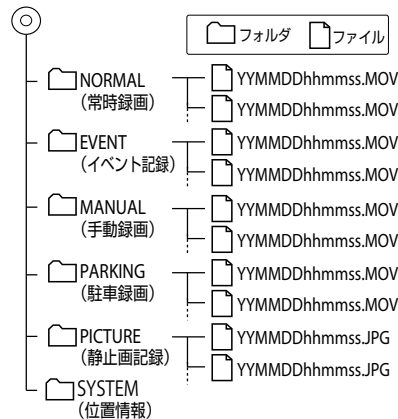 フォルダ ファイル
NORMAL YYMMDDhhmmss.MOV
(常時録画) YYMMDDhhmmss.MOV
EVENT YYMMDDhhmmss.MOV
(イベント記録) YYMMDDhhmmss.MOV
MANUAL YYMMDDhhmmss.MOV
(手動録画) YYMMDDhhmmss.MOV
PARKING YYMMDDhhmmss.MOV
(駐車録画) YYMMDDhhmmss.MOV
PICTURE YYMMDDhhmmss.JPG
(静止画記録) YYMMDDhhmmss.JPG
SYSTEM
(位置情報)